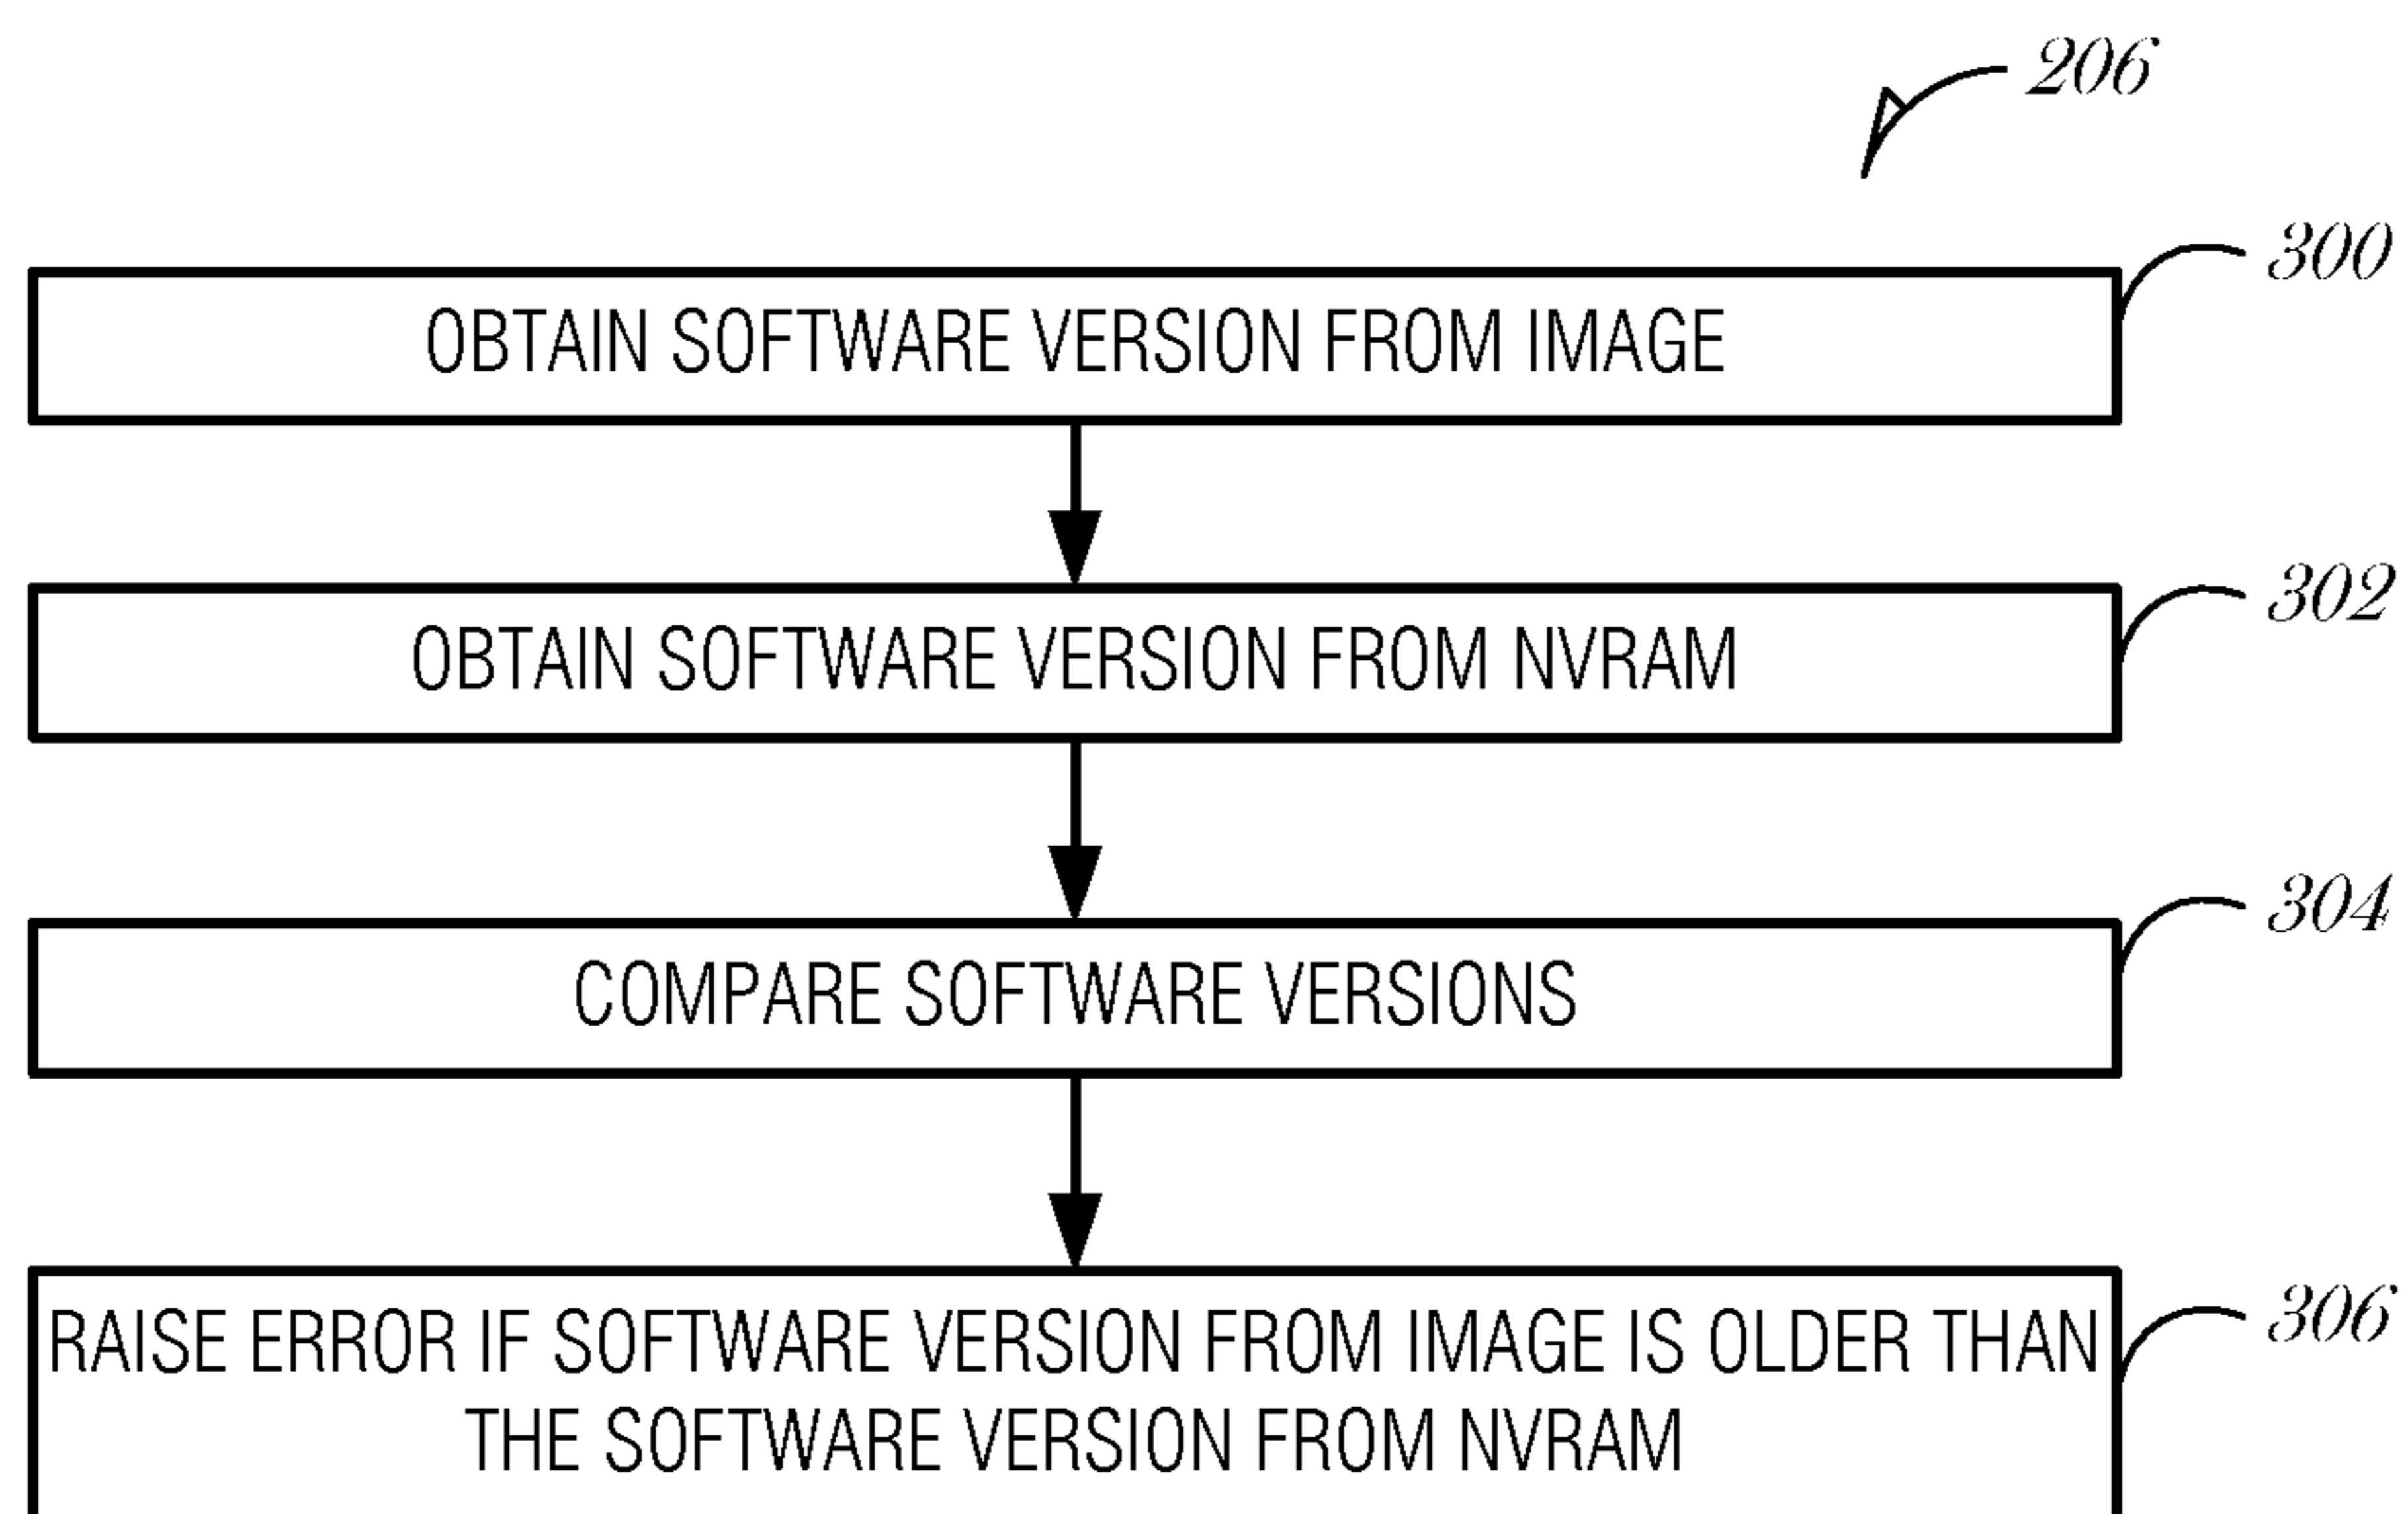 206
300
OBTAIN SOFTWARE VERSION FROM IMAGE
302
OBTAIN SOFTWARE VERSION FROM NVRAM
304
COMPARE SOFTWARE VERSIONS
306
RAISE ERROR IF SOFTWARE VERSION FROM IMAGE IS OLDER THAN
THE SOFTWARE VERSION FROM NVRAM